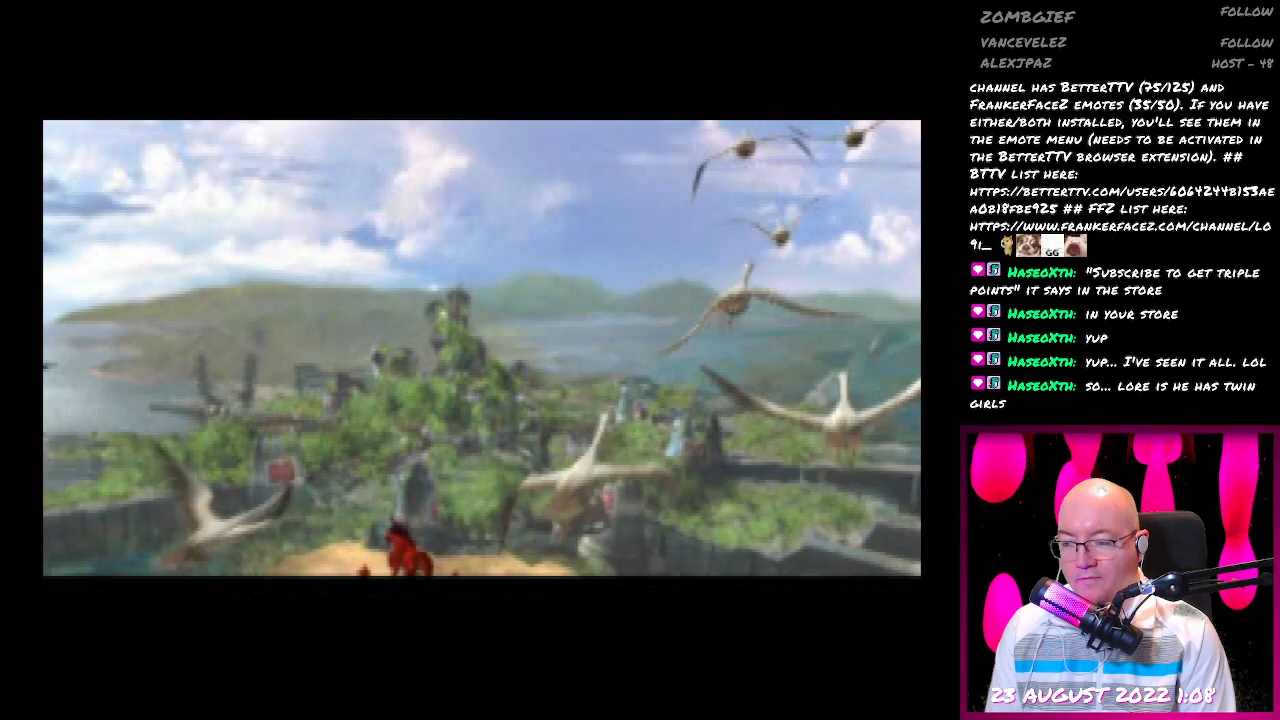 ZOMBGIEF FOLLOW
VANCEVELEZ FOLLOW
ALEXJPAZ HOST - 48
CHANNEL HAS BETTERTTV (75/125) AND
FRANKERFACEZ EMOTES (35/50). IF YOU HAVE
EITHER/BOTH INSTALLED, YOU'LL SEE THEM IN
THE EMOTE MENU (NEEDS TO BE ACTIVATED IN
THE BETTERTTV BROWSER EXTENSION). ##
BTTV LIST HERE:
HTTPS://BETTERTTV.COM/USERS/6064244B153AE
A0B18FBE925 ## FFZ LIST HERE:
HTTPS://WWW.FRANKERFACEZ.COM/CHANNEL/LO
9I_ GG
HASEOXTH: "SUBSCRIBE TO GET TRIPLE
POINTS" IT SAYS IN THE STORE
HASEOXTH: IN YOUR STORE
HASEOXTH: YUP
HASEOXTH: YUP... I'VE SEEN IT ALL. LOL
HASEOXTH: SO... LORE IS HE HAS TWIN
GIRLS
23 AUGUST 2022 1:08